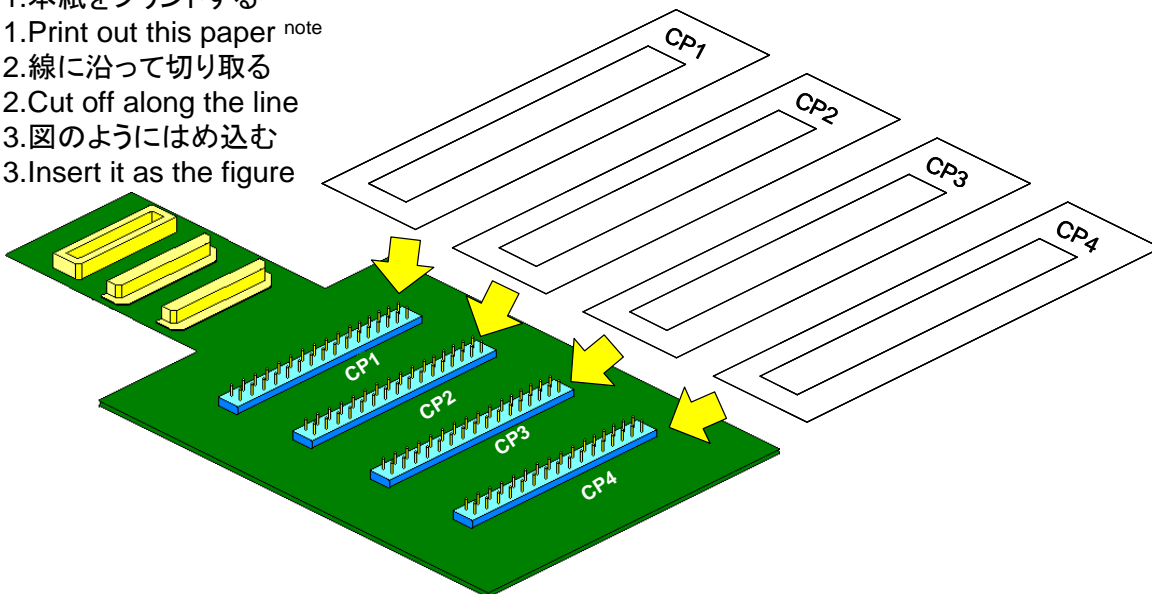 1.本紙をプリントする
1.Print out this paper note
2.線に沿って切り取る
2.Cut off along the line
3.図のようにはめ込む
3.Insert it as the figure
CP1
CP2
CP3
CP4
CP1
CP2
CP3
CP4